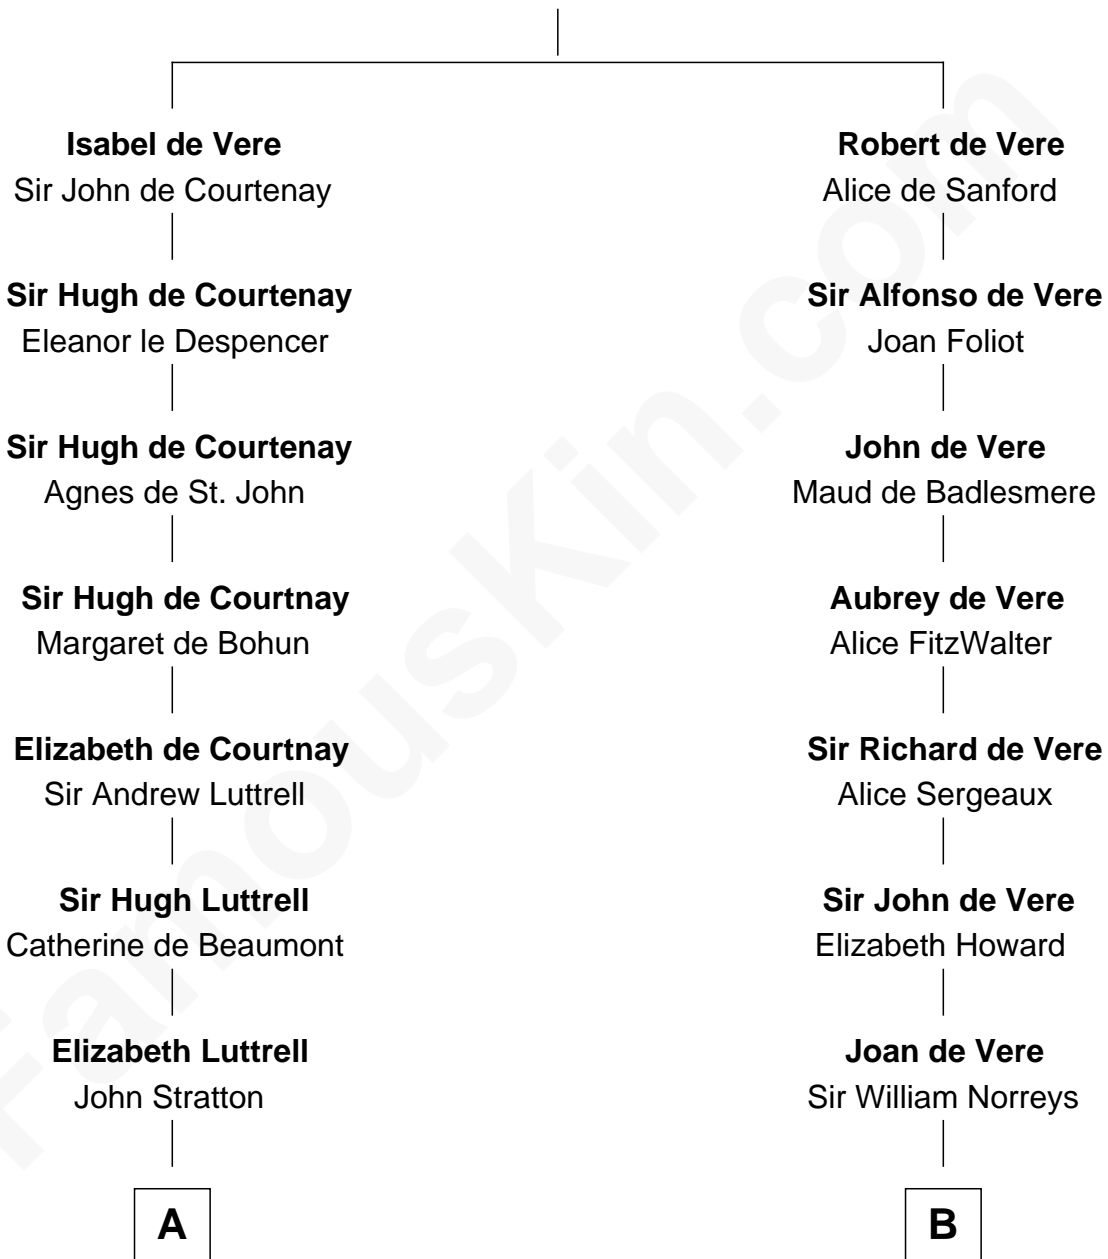 Isabel de Vere
Sir John de Courtenay
Sir Hugh de Courtenay
Eleanor le Despencer
Sir Hugh de Courtenay
Agnes de St. John
Sir Hugh de Courtnay
Margaret de Bohun
Elizabeth de Courtnay
Sir Andrew Luttrell
Sir Hugh Luttrell
Catherine de Beaumont
Elizabeth Luttrell
John Stratton
A
Robert de Vere
Alice de Sanford
Sir Alfonso de Vere
Joan Foliot
John de Vere
Maud de Badlesmere
Aubrey de Vere
Alice FitzWalter
Sir Richard de Vere
Alice Sergeaux
Sir John de Vere
Elizabeth Howard
Joan de Vere
Sir William Norreys
B
FamousKin.com